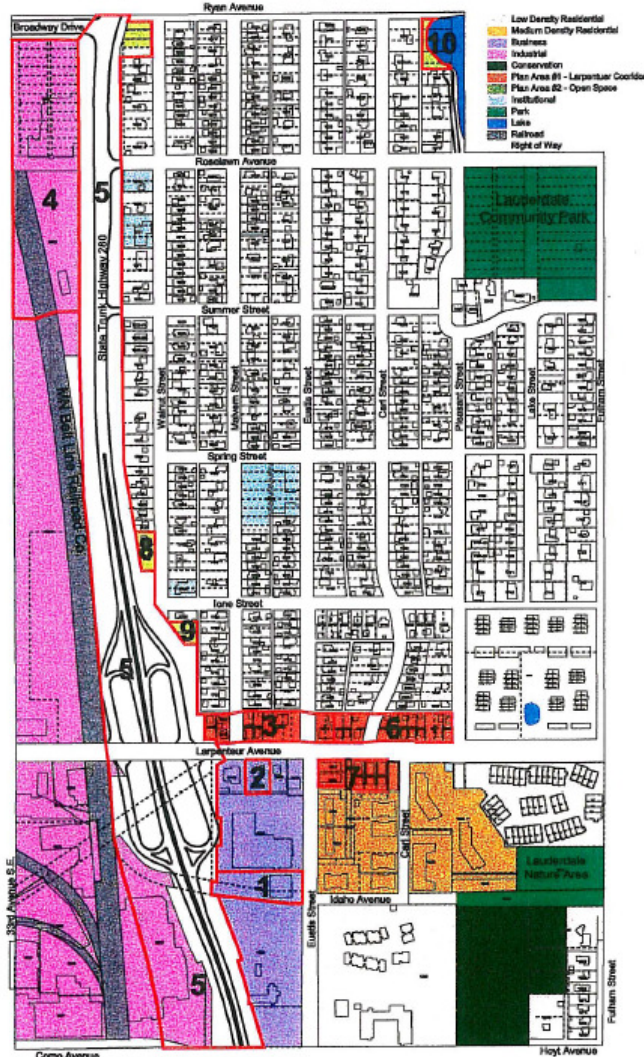 Ryan Avenue
Broadway Drive
10
Low Density Residential
Medium Density Residential
Business
Industrial
Conservation
Plan Area #1 - Larpentuer Coorido
Plan Area #2 - Open Space
Institutional
Park
Lake
Railroad
Right of Way
Roselawn Avenue
4
5
State Trunk Highway 280
Lauderdale
Community Park
Summer Street
Walnut Street
Malvern Street
Eustis Street
Carl Street
Pleasant Street
Lake Street
Fulham Street
MN Belt Line Railroad Co
Spring Street
8
Ione Street
9
5
3
6
Larpenteur Avenue
2
7
Carl Street
Lauderdale
Nature Area
1
Idaho Avenue
33rd Avenue S.E.
Eustis Street
Fulham Street
5
Como Avenue
Hoyt Avenue